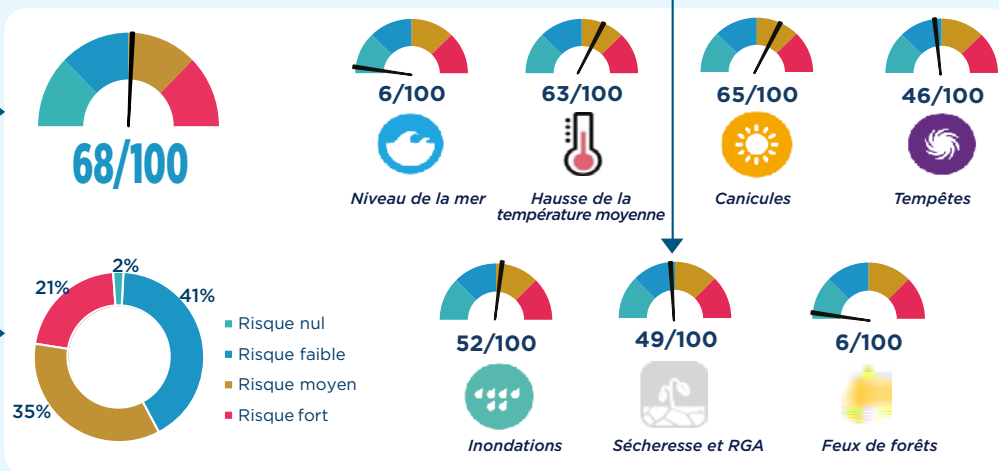 68/100
6/100
63/100
65/100
46/100
Niveau de la mer
Hausse de la
température moyenne
Canicules
Tempêtes
2%
21%
41%
35%
Risque nul
Risque faible
Risque moyen
Risque fort
52/100
49/100
6/100
Inondations
Sécheresse et RGA
Feux de forêts